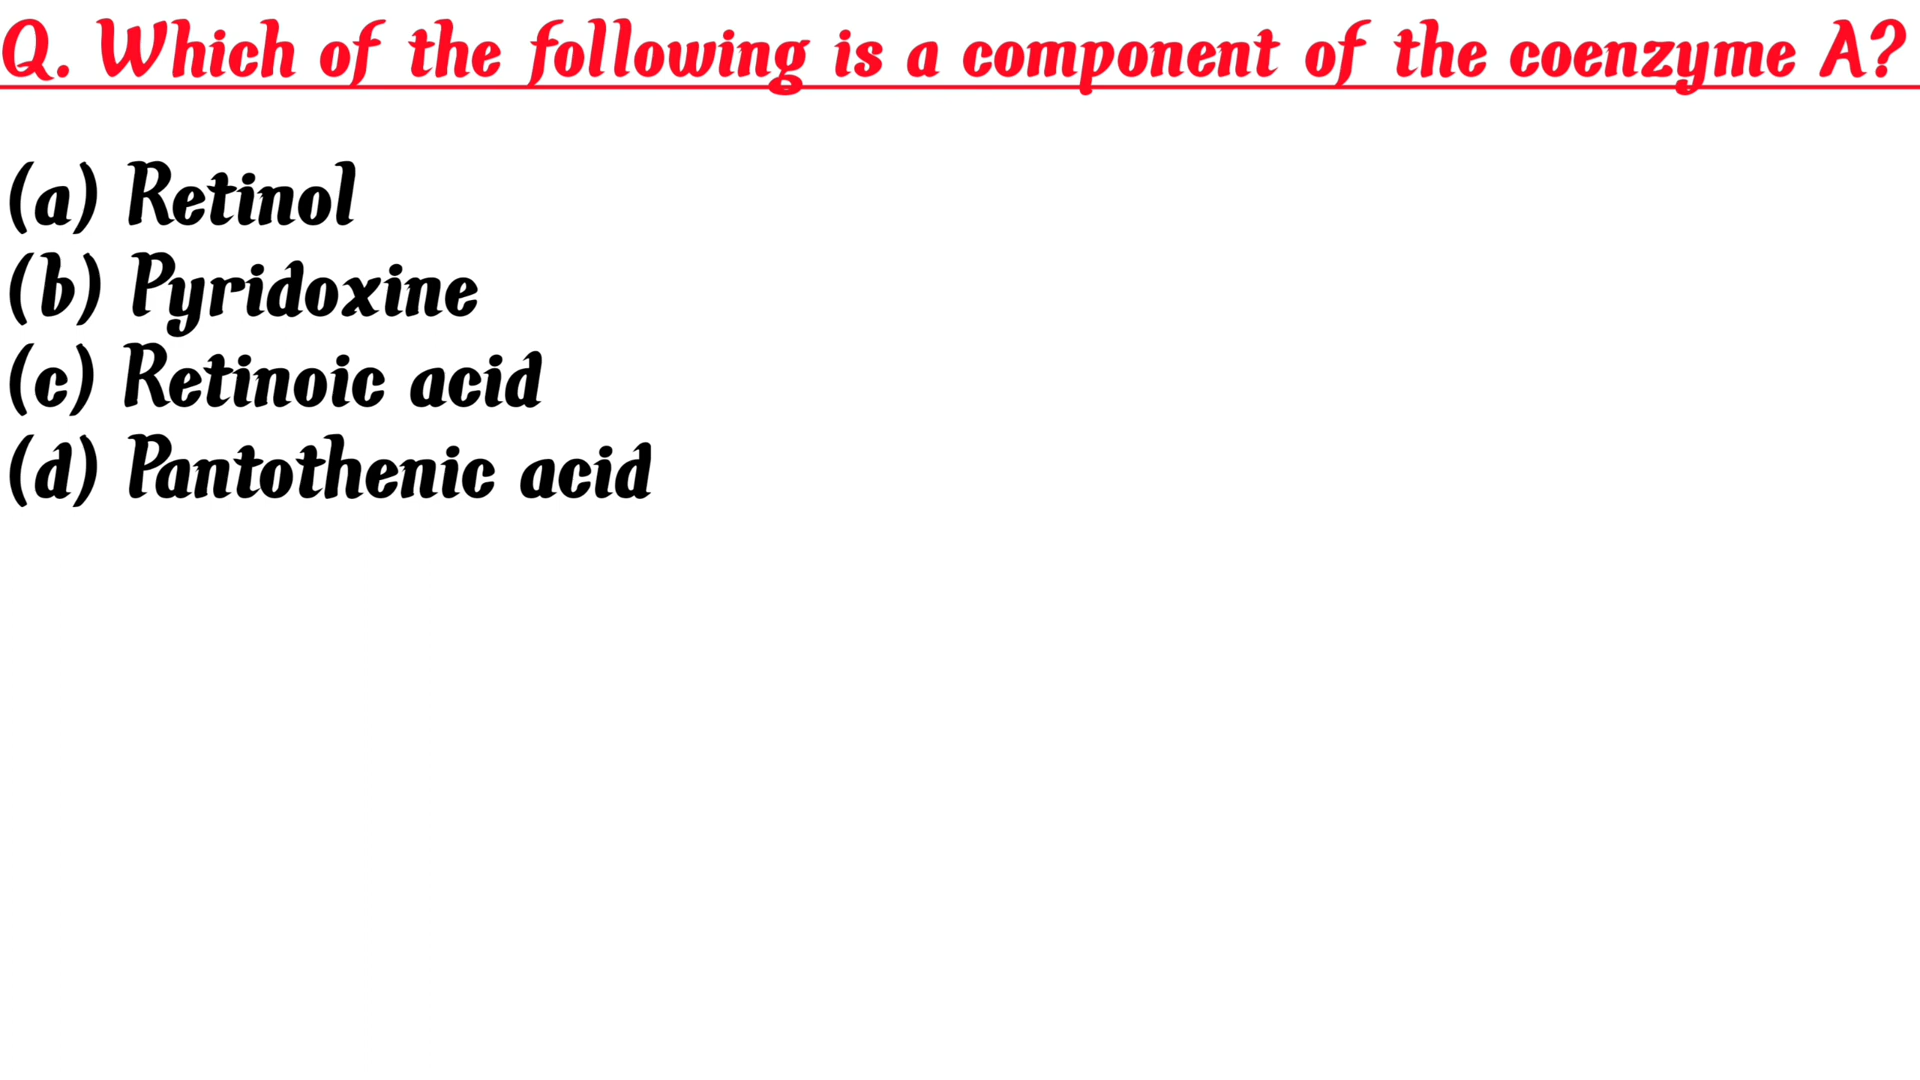 Q. Which of the following is a component of the coenzyme A?
(a) Retinol
(b) Pyridoxine
(c) Retinoic acid
(d) Pantothenic acid